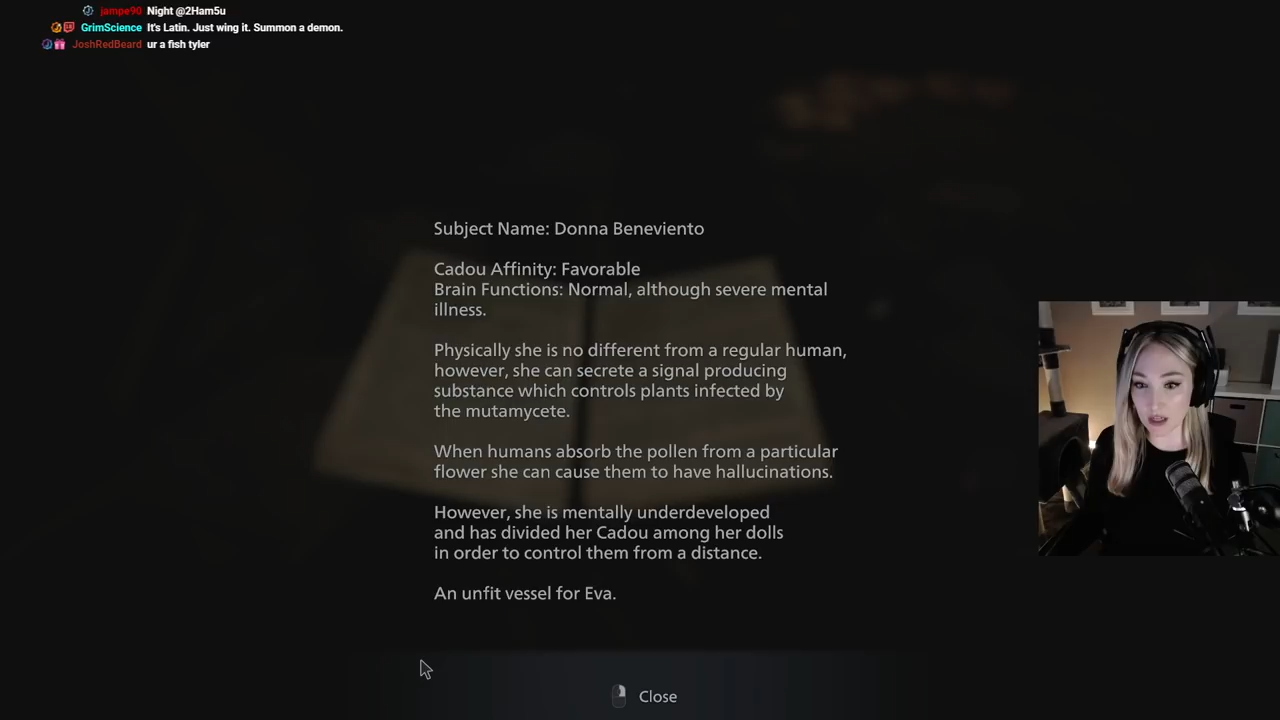 jampe90 Night @2Ham5u
GrimScience It's Latin. Just wing it. Summon a demon.
JoshRedBeard ur a fish tyler
Subject Name: Donna Beneviento
Cadou Affinity: Favorable
Brain Functions: Normal, although severe mental
illness.
Physically she is no different from a regular human,
however, she can secrete a signal producing
substance which controls plants infected by
the mutamycete.
When humans absorb the pollen from a particular
flower she can cause them to have hallucinations.
However, she is mentally underdeveloped
and has divided her Cadou among her dolls
in order to control them from a distance.
An unfit vessel for Eva.
Close